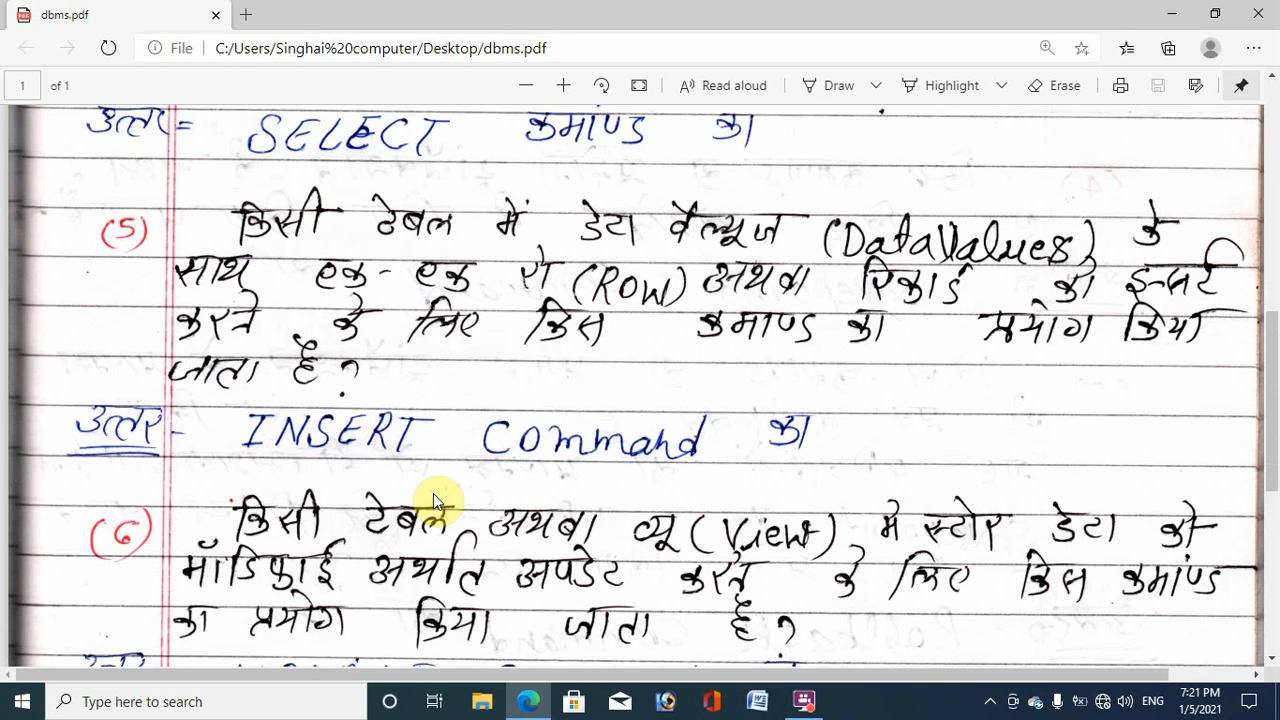 dbms.pdf
File C:/Users/Singhai%20computer/Desktop/dbms.pdf
1 of 1 Read aloud Draw Highlight Erase
उत्तर= SELECT कमांण्ड का
(5) किसी टेबल में डेटा वैल्यूज (DataValues) के
साथ एक-एक रो (ROW) अथवा रिकार्ड को इन्सर्ट
करने के लिए किस कमाण्ड का प्रयोग किया
जाता है?
उत्तर- INSERT Command का
(6) किसी टेबल अथवा व्यू (View) में स्टोर डेटा को
मॉडिफाई अर्थात अपडेट करने के लिए किस कमांण्ड
का प्रयोग किया जाता है?
Type here to search
ENG
7:21 PM
1/5/2021